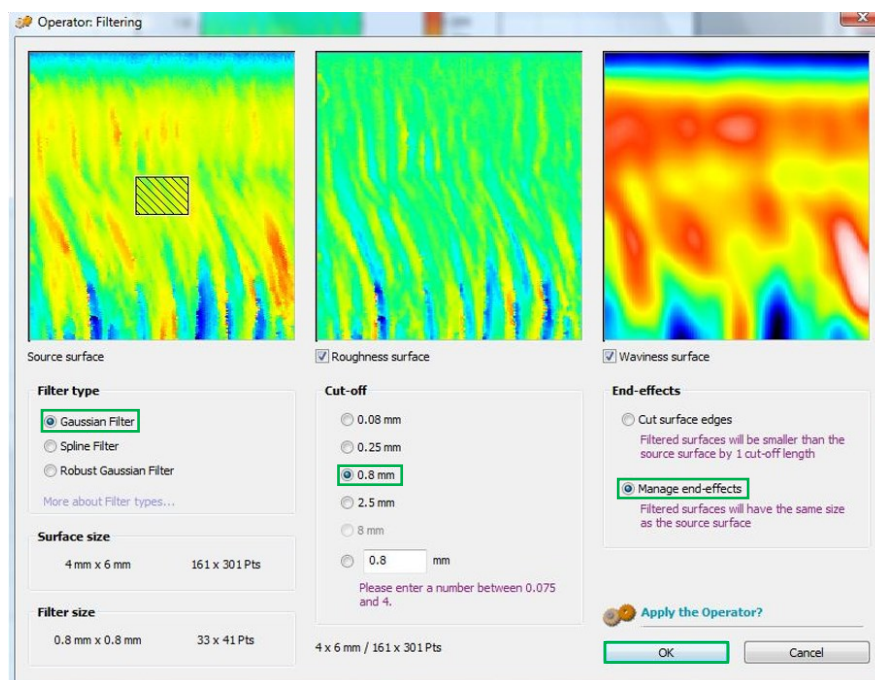 Operator: Filtering
Source surface
Roughness surface
Waviness surface
Filter type
Gaussian Filter
Spline Filter
Robust Gaussian Filter
More about Filter types...
Surface size
4 mm x 6 mm 161 x 301 Pts
Filter size
0.8 mm x 0.8 mm 33 x 41 Pts
Cut-off
0.08 mm
0.25 mm
0.8 mm
2.5 mm
8 mm
0.8 mm
Please enter a number between 0.075
and 4.
4 x 6 mm / 161 x 301 Pts
End-effects
Cut surface edges
Filtered surfaces will be smaller than the
source surface by 1 cut-off length
Manage end-effects
Filtered surfaces will have the same size
as the source surface
Apply the Operator?
OK Cancel